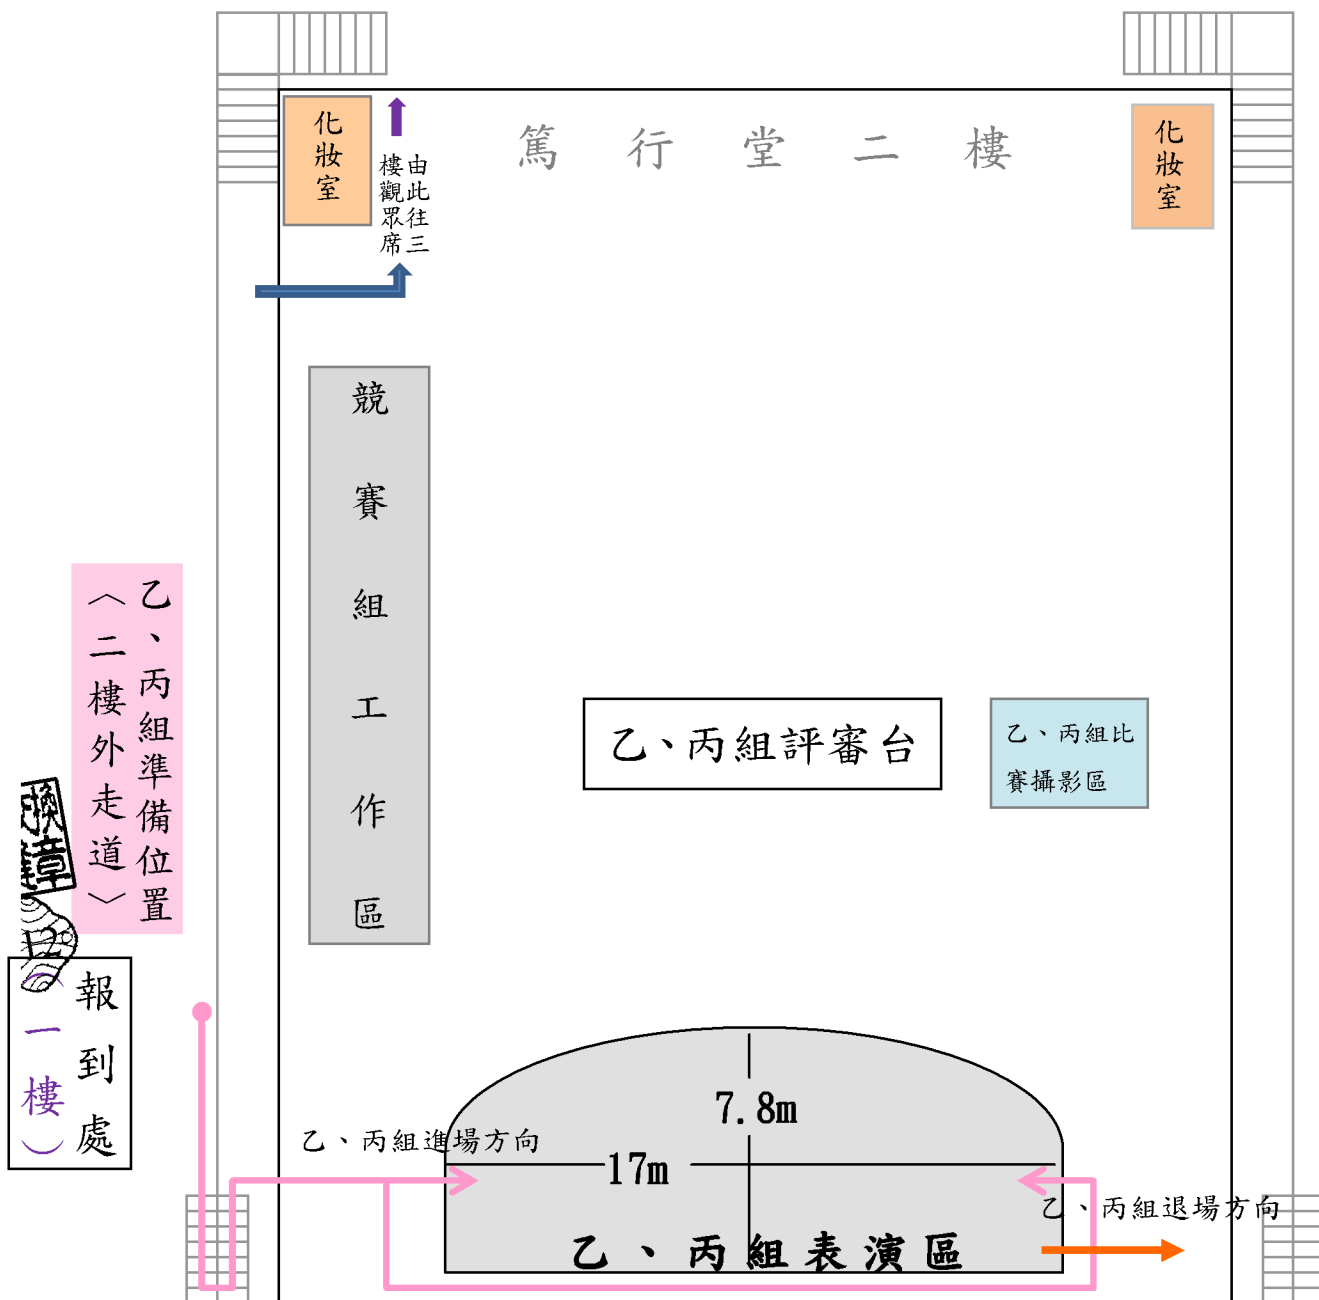 篤行堂二樓
化妝室
由此往三
樓觀眾席
化妝室
競賽組工作區
乙、丙組準備位置
〈二樓外走道〉
乙、丙組評審台
乙、丙組比
賽攝影區
報到處
(一樓)
7.8m
乙、丙組進場方向
17m
乙、丙組退場方向
乙、丙組表演區